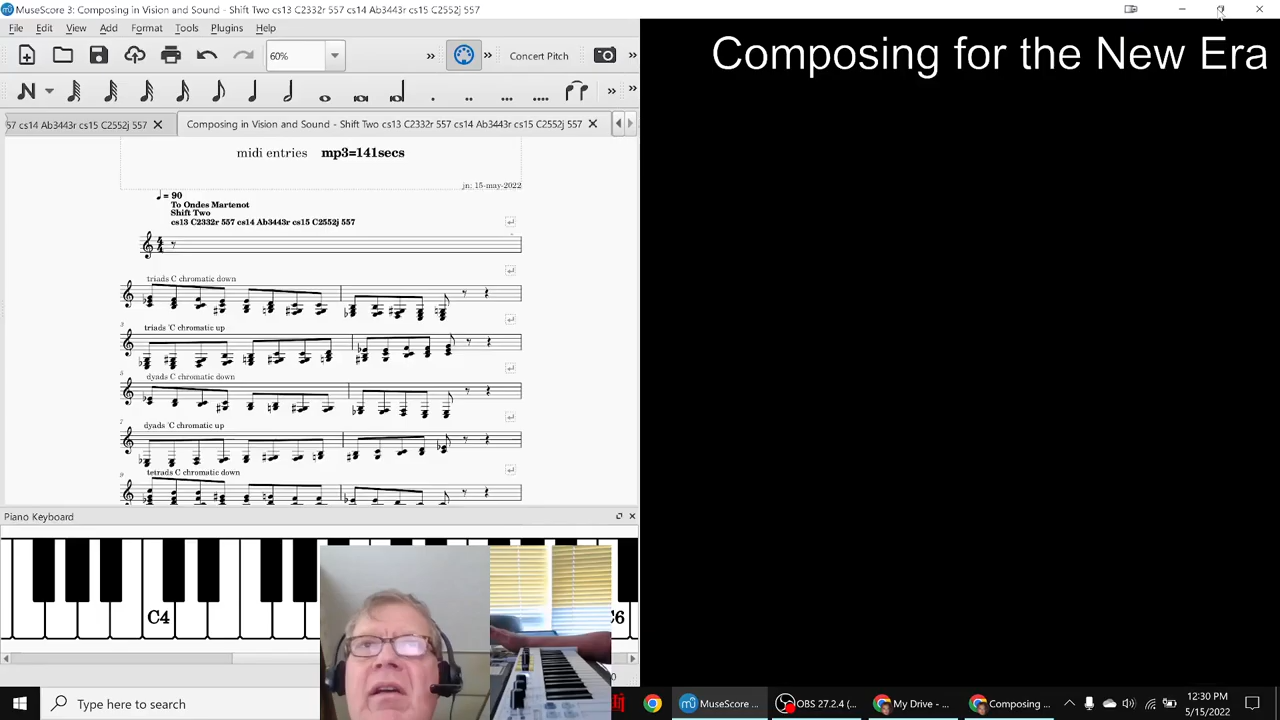 MuseScore 3: Composing in Vision and Sound - Shift Two cs13 C2332r 557 cs14 Ab3443r cs15 C2552j 557
File Edit View Add Format Tools Plugins Help
60%
Concert Pitch
57 cs14 Ab3443r cs15 C2552j 557
Composing in Vision and Sound - Shift Two cs13 C2332r 557 cs14 Ab3443r cs15 C2552j 557
midi entries mp3=141secs
jn: 15-may-2022
= 90
To Ondes Martenot
Shift Two
cs13 C2332r 557 cs14 Ab3443r cs15 C2552j 557
triads C chromatic down
3
triads 'C chromatic up
5
dyads C chromatic down
7
dyads 'C chromatic up
9
tetrads C chromatic down
Composing for the New Era
Piano Keyboard
C4
6
Type here to search
MuseScore ...
OBS 27.2.4 (...
My Drive - ...
Composing ...
12:30 PM
5/15/2022